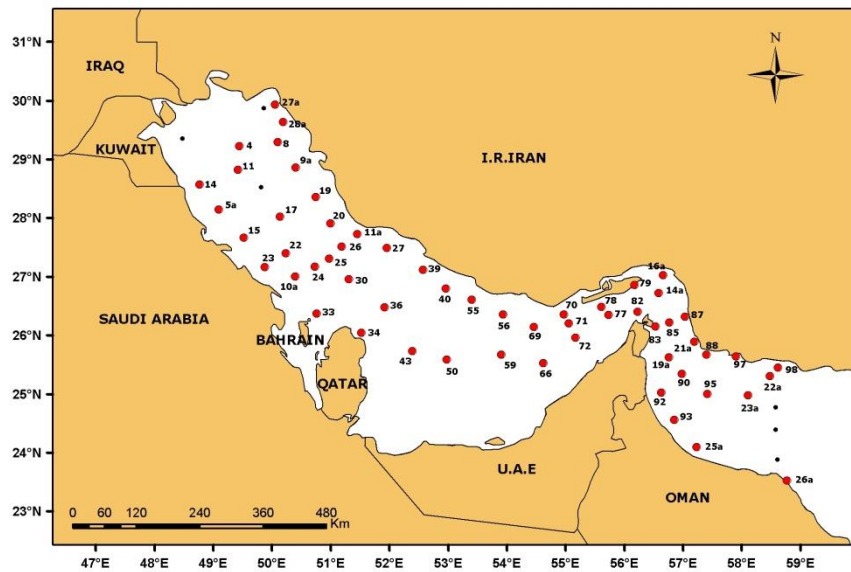 31°N
30°N
29°N
28°N
27°N
26°N
25°N
24°N
23°N
IRAQ
KUWAIT
SAUDI ARABIA
BAHRAIN
QATAR
I.R.IRAN
U.A.E
OMAN
N
27a
28a
4
8
9a
11
14
5a
19
17
20
15
11a
22
26
27
23
25
24
10a
30
39
16a
79
14a
40
55
33
36
70
78
77
82
87
56
71
34
69
83
85
72
21a
88
43
50
59
66
19a
97
98
90
22a
92
95
23a
93
25a
26a
0 30 60 120 240 360 480
Km
47°E 48°E 49°E 50°E 51°E 52°E 53°E 54°E 55°E 56°E 57°E 58°E 59°E